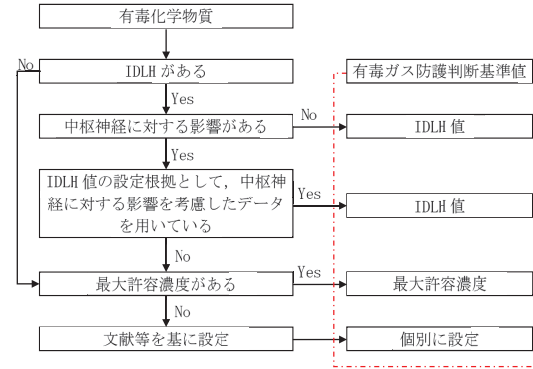 有毒化学物質
No
IDLHがある
有毒ガス防護判断基準値
Yes
中枢神経に対する影響がある
No
IDLH値
Yes
IDLH値の設定根拠として，中枢神
経に対する影響を考慮したデータ
を用いている
Yes
IDLH値
No
最大許容濃度がある
Yes
最大許容濃度
No
文献等を基に設定
個別に設定